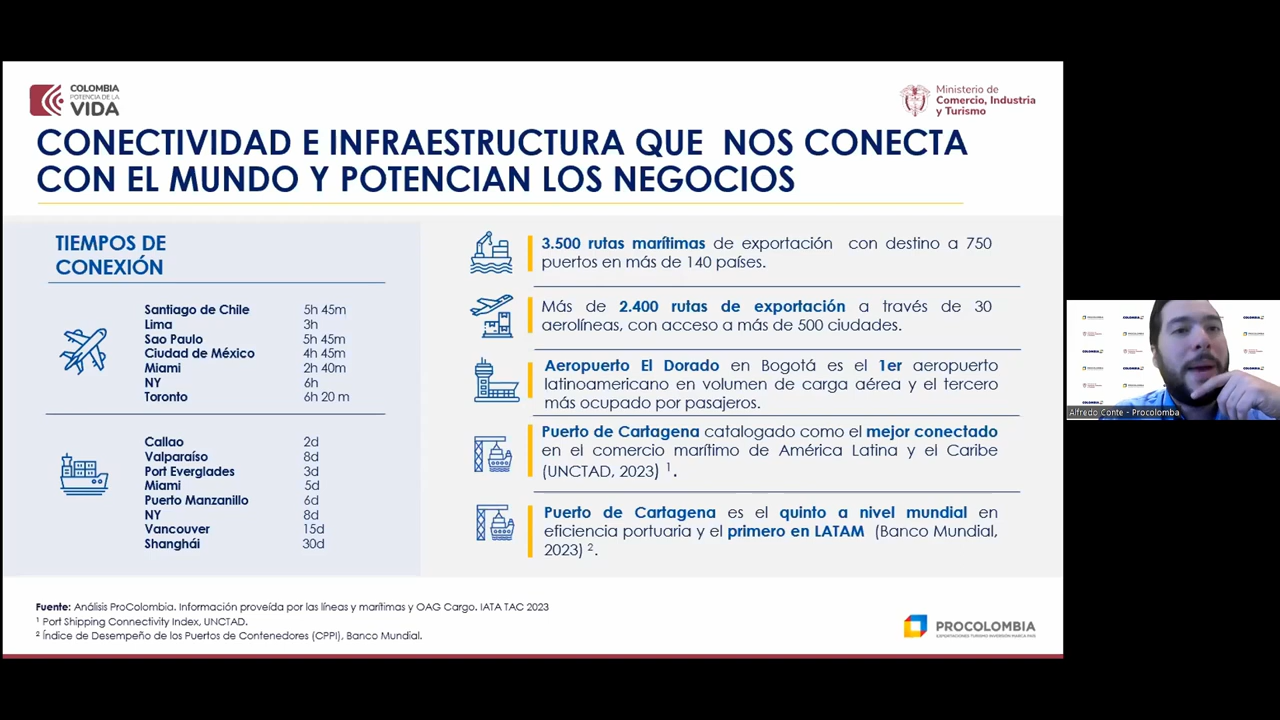 COLOMBIA
POTENCIA DE LA
VIDA
Ministerio de
Comercio, Industria
y Turismo
CONECTIVIDAD E INFRAESTRUCTURA QUE NOS CONECTA
CON EL MUNDO Y POTENCIAN LOS NEGOCIOS
TIEMPOS DE
CONEXIÓN
Santiago de Chile 5h 45m
Lima 3h
Sao Paulo 5h 45m
Ciudad de México 4h 45m
Miami 2h 40m
NY 6h
Toronto 6h 20 m
Callao 2d
Valparaíso 8d
Port Everglades 3d
Miami 5d
Puerto Manzanillo 6d
NY 8d
Vancouver 15d
Shanghái 30d
3.500 rutas marítimas de exportación con destino a 750
puertos en más de 140 países.
Más de 2.400 rutas de exportación a través de 30
aerolíneas, con acceso a más de 500 ciudades.
Aeropuerto El Dorado en Bogotá es el 1er aeropuerto
latinoamericano en volumen de carga aérea y el tercero
más ocupado por pasajeros.
Puerto de Cartagena catalogado como el mejor conectado
en el comercio marítimo de América Latina y el Caribe
(UNCTAD, 2023) ¹.
Puerto de Cartagena es el quinto a nivel mundial en
eficiencia portuaria y el primero en LATAM (Banco Mundial,
2023) ².
Fuente: Análisis ProColombia. Información proveída por las líneas y marítimas y OAG Cargo. IATA TAC 2023
¹ Port Shipping Connectivity Index, UNCTAD.
² Índice de Desempeño de los Puertos de Contenedores (CPPI), Banco Mundial.
PROCOLOMBIA
EXPORTACIONES TURISMO INVERSIÓN MARCA PAÍS
Alfredo Conte - Procolomba